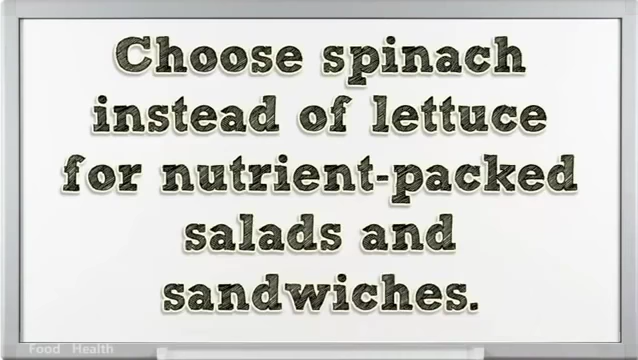 Choose spinach
instead of lettuce
for nutrient-packed
salads and
sandwiches.
Food Health